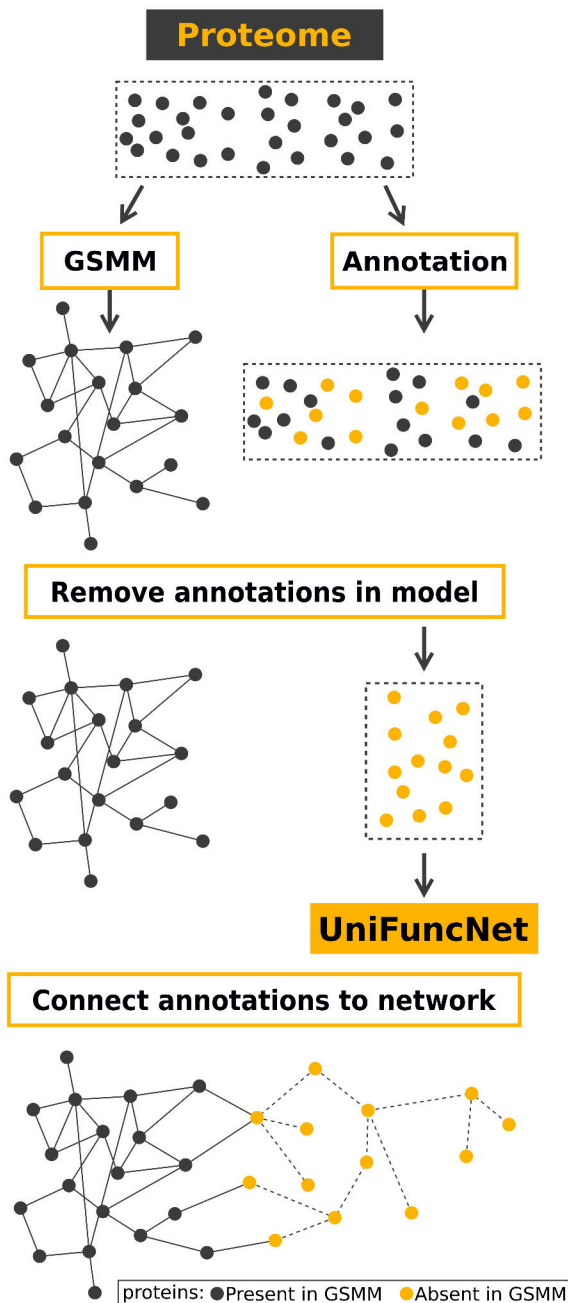 Proteome
GSMM
Annotation
Remove annotations in model
UniFuncNet
Connect annotations to network
proteins: Present in GSMM Absent in GSMM